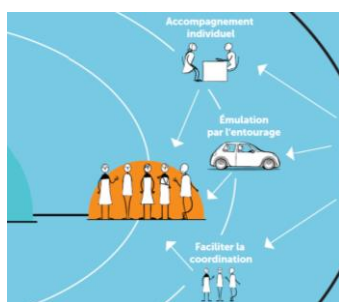 Accompagnement
individuel
Émulation
par l'entourage
Faciliter la
coordination